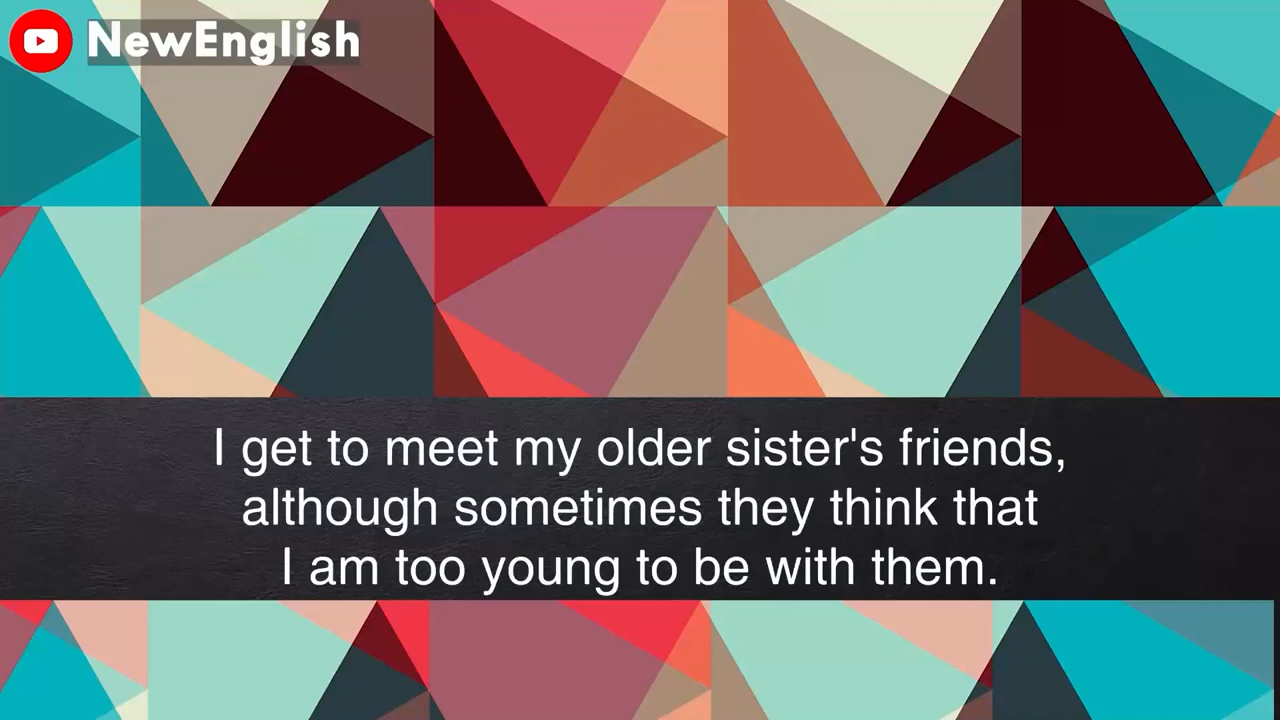 NewEnglish
I get to meet my older sister's friends,
although sometimes they think that
I am too young to be with them.